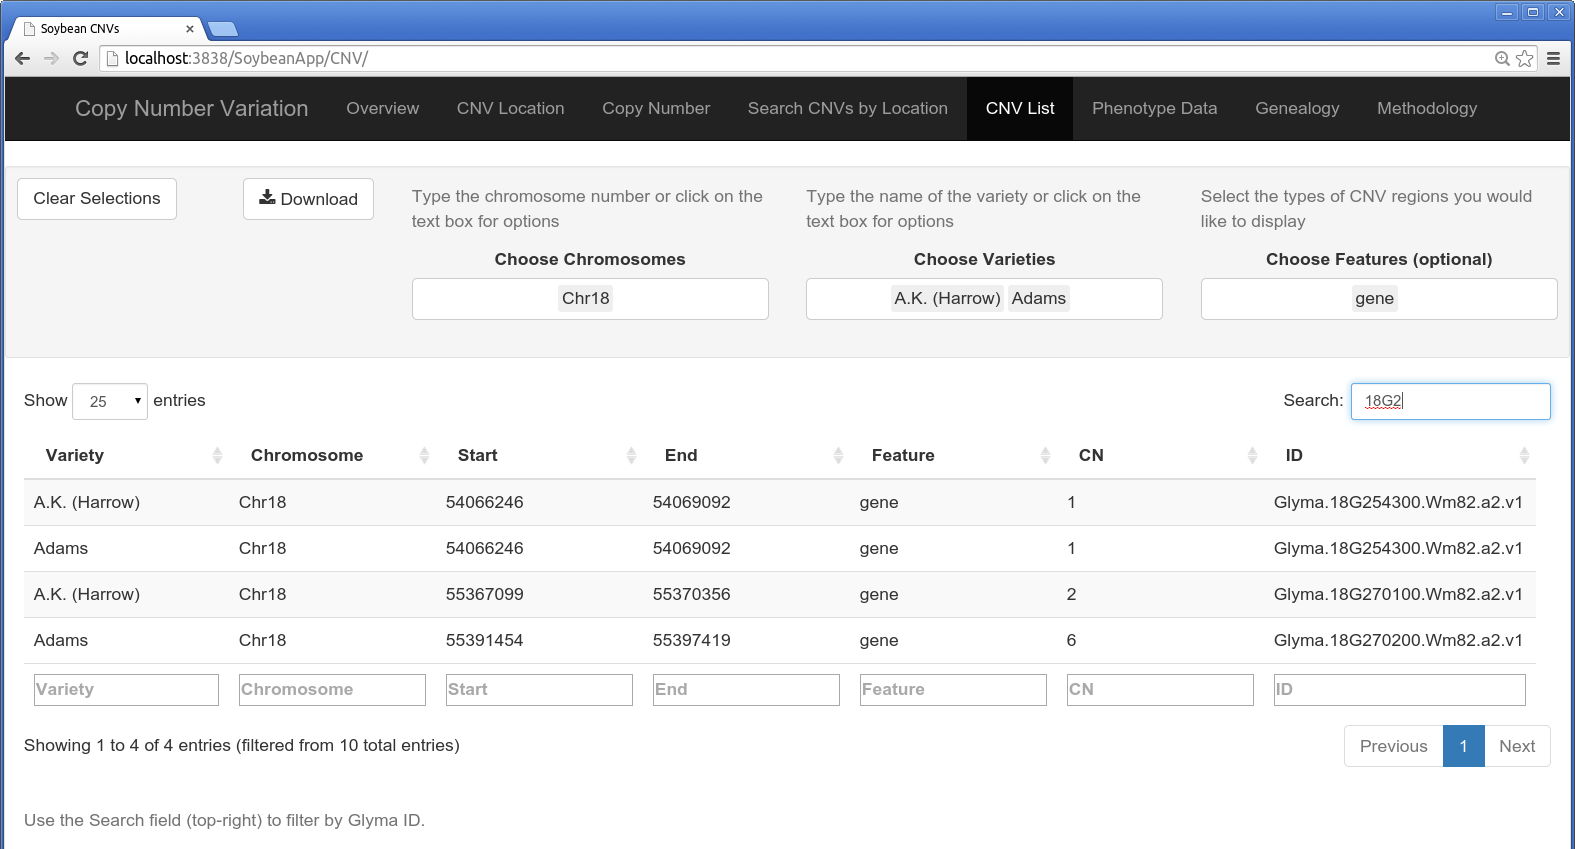 Soybean CNVs
localhost:3838/SoybeanApp/CNV/
Copy Number Variation Overview CNV Location Copy Number Search CNVs by Location CNV List Phenotype Data Genealogy Methodology
Clear Selections
Download
Type the chromosome number or click on the
text box for options
Choose Chromosomes
Chr18
Type the name of the variety or click on the
text box for options
Choose Varieties
A.K. (Harrow) Adams
Select the types of CNV regions you would
like to display
Choose Features (optional)
gene
Show 25 entries
Search: 18G2
Variety Chromosome Start End Feature CN ID
A.K. (Harrow) Chr18 54066246 54069092 gene 1 Glyma.18G254300.Wm82.a2.v1
Adams Chr18 54066246 54069092 gene 1 Glyma.18G254300.Wm82.a2.v1
A.K. (Harrow) Chr18 55367099 55370356 gene 2 Glyma.18G270100.Wm82.a2.v1
Adams Chr18 55391454 55397419 gene 6 Glyma.18G270200.Wm82.a2.v1
Variety Chromosome Start End Feature CN ID
Showing 1 to 4 of 4 entries (filtered from 10 total entries)
Previous 1 Next
Use the Search field (top-right) to filter by Glyma ID.